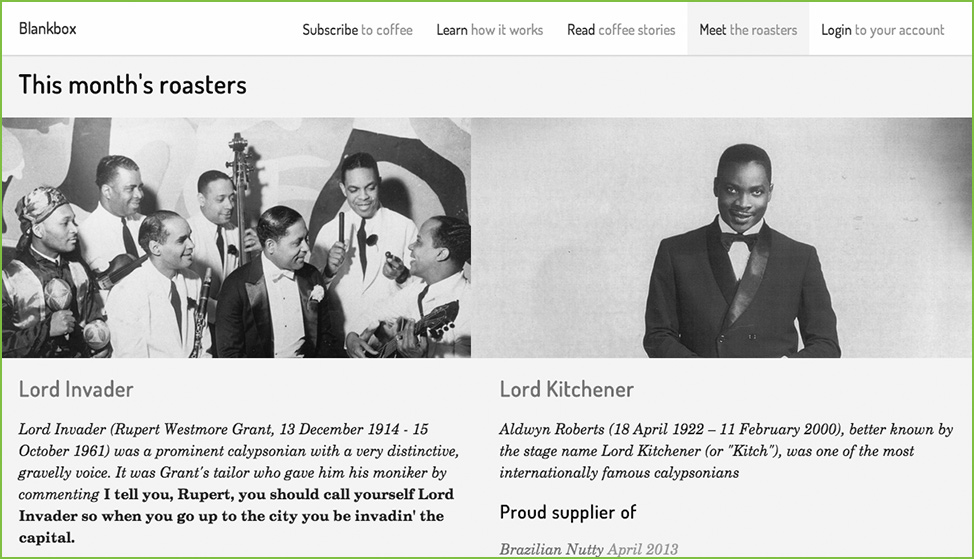 Blankbox Subscribe to coffee Learn how it works Read coffee stories Meet the roasters Login to your account
This month's roasters
Lord Invader
Lord Invader (Rupert Westmore Grant, 13 December 1914 - 15
October 1961) was a prominent calypsonian with a very distinctive,
gravelly voice. It was Grant's tailor who gave him his moniker by
commenting I tell you, Rupert, you should call yourself Lord
Invader so when you go up to the city you be invadin' the
capital.
Lord Kitchener
Aldwyn Roberts (18 April 1922 – 11 February 2000), better known by
the stage name Lord Kitchener (or "Kitch"), was one of the most
internationally famous calypsonians
Proud supplier of
Brazilian Nutty April 2013